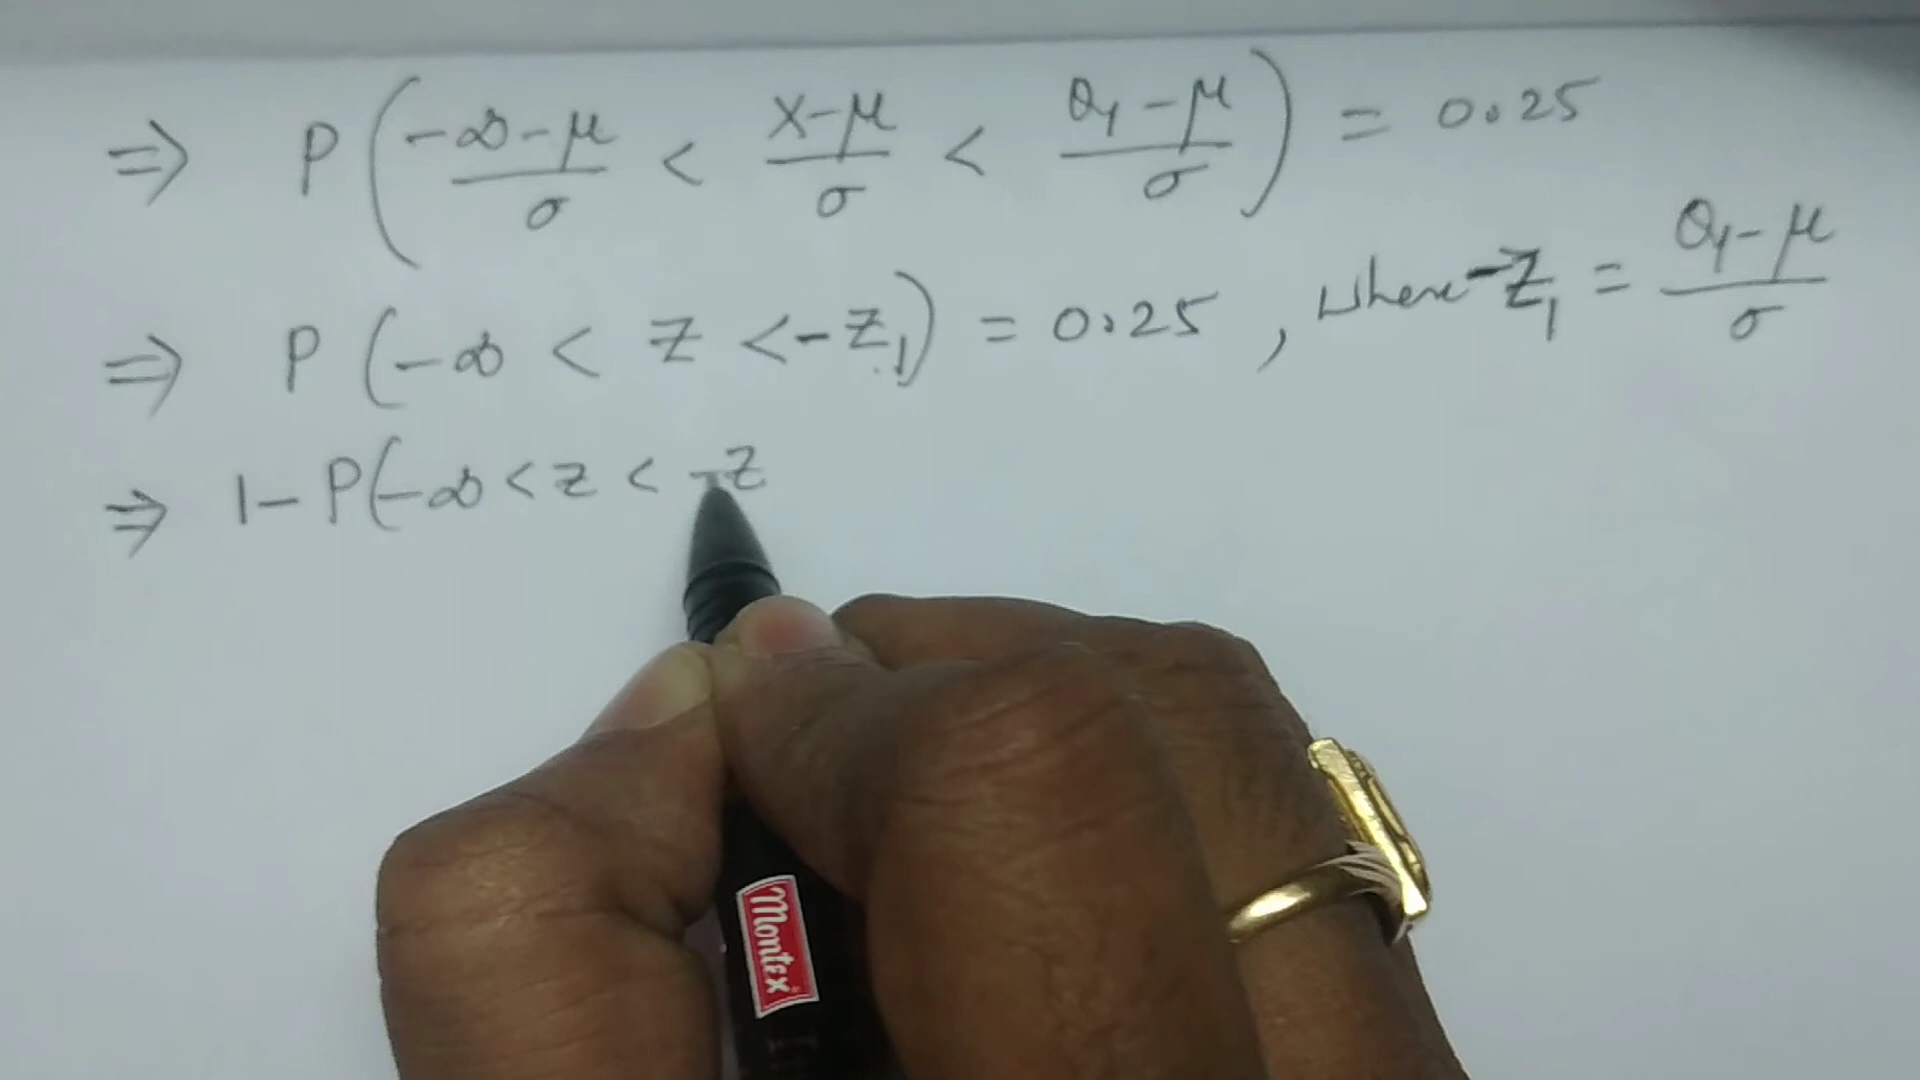 ⇒ P((-∞-μ)/σ < (X-μ)/σ < (Q₁-μ)/σ) = 0.25
⇒ P(-∞ < Z < -Z₁) = 0.25, where -Z₁ = (Q₁-μ)/σ
⇒ 1-P(-∞ < Z < -Z
Montex